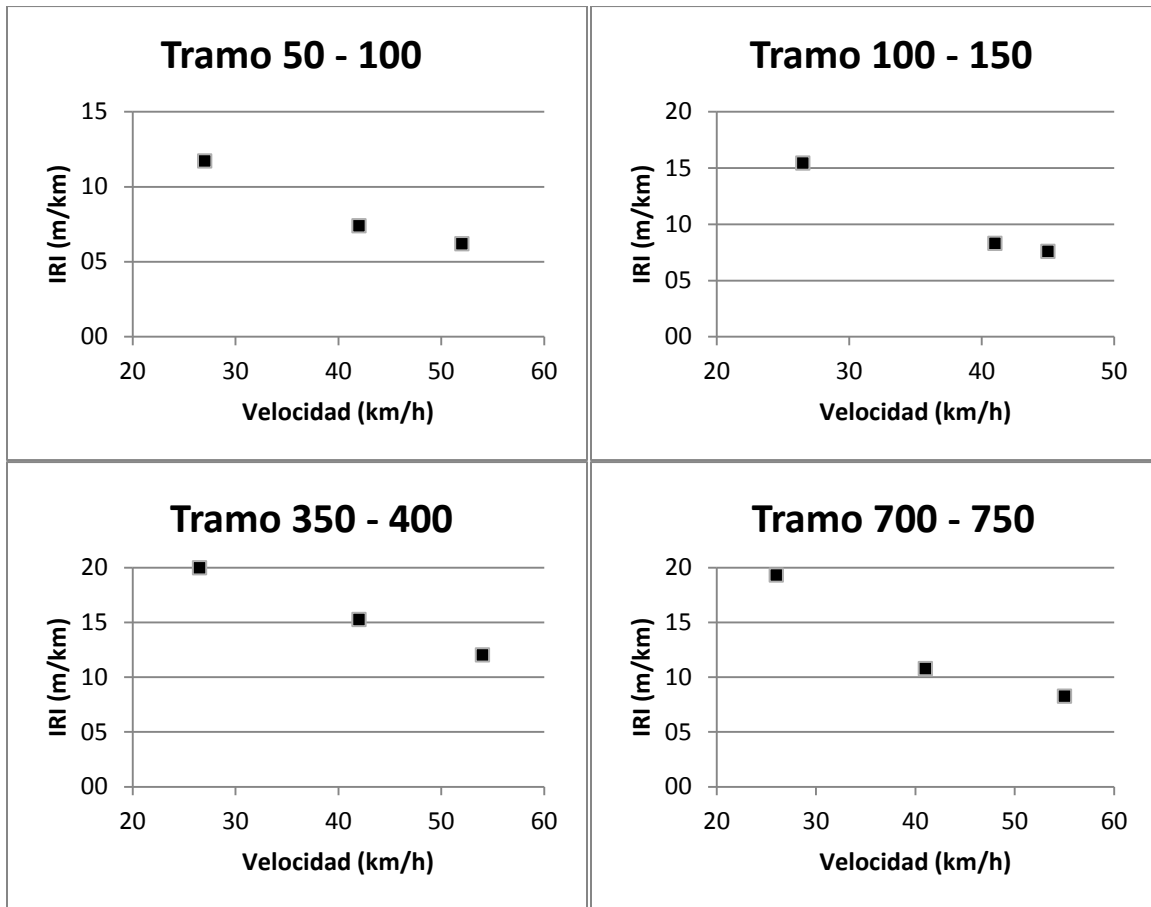 Tramo 50 - 100
15
10
05
00
IRI (m/km)
20 30 40 50 60
Velocidad (km/h)
Tramo 100 - 150
20
15
10
05
00
IRI (m/km)
20 30 40 50
Velocidad (km/h)
Tramo 350 - 400
20
15
10
05
00
IRI (m/km)
20 30 40 50 60
Velocidad (km/h)
Tramo 700 - 750
20
15
10
05
00
IRI (m/km)
20 30 40 50 60
Velocidad (km/h)